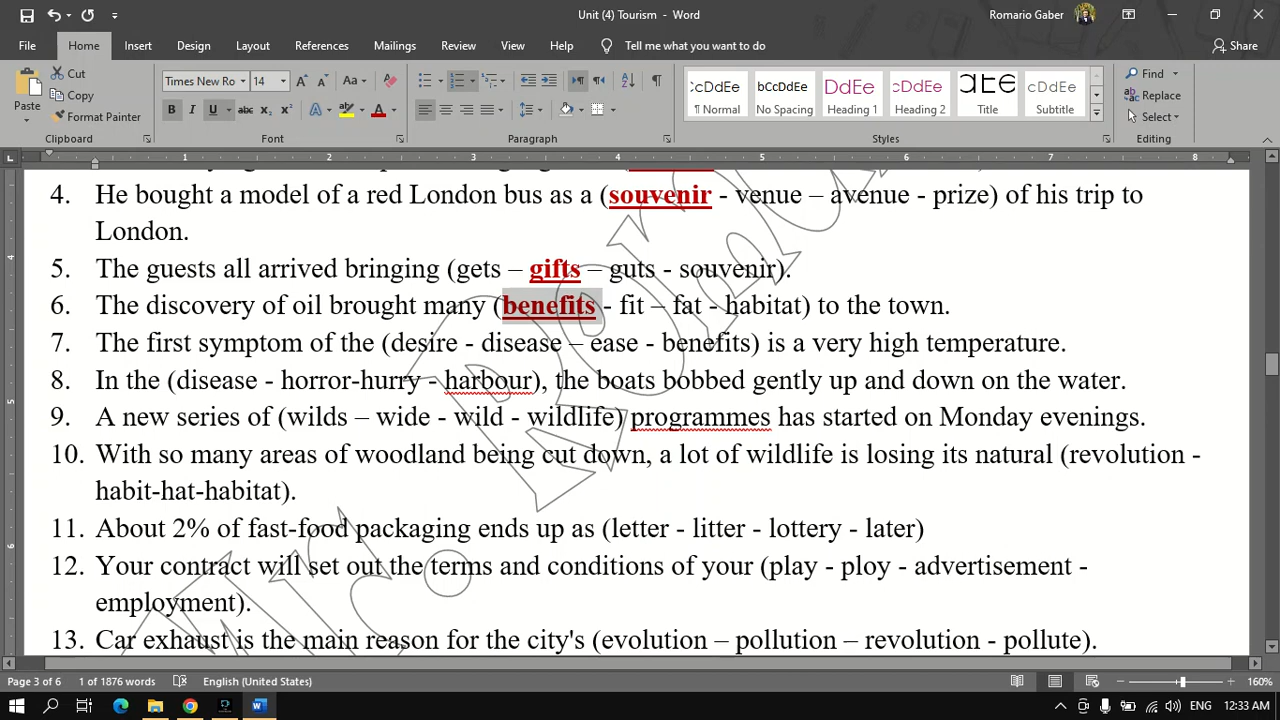 Unit (4) Tourism - Word
Romario Gaber
File Home Insert Design Layout References Mailings Review View Help Tell me what you want to do Share
Paste
Cut
Copy
Format Painter
Clipboard
Times New Ro 14
Font
Paragraph
¶ Normal
No Spacing
Heading 1
Heading 2
Title
Subtitle
Styles
Find
Replace
Select
Editing
4. He bought a model of a red London bus as a (souvenir - venue – avenue - prize) of his trip to
London.
5. The guests all arrived bringing (gets – gifts – guts - souvenir).
6. The discovery of oil brought many (benefits - fit – fat - habitat) to the town.
7. The first symptom of the (desire - disease – ease - benefits) is a very high temperature.
8. In the (disease - horror-hurry - harbour), the boats bobbed gently up and down on the water.
9. A new series of (wilds – wide - wild - wildlife) programmes has started on Monday evenings.
10. With so many areas of woodland being cut down, a lot of wildlife is losing its natural (revolution -
habit-hat-habitat).
11. About 2% of fast-food packaging ends up as (letter - litter - lottery - later)
12. Your contract will set out the terms and conditions of your (play - ploy - advertisement -
employment).
13. Car exhaust is the main reason for the city's (evolution – pollution – revolution - pollute).
Page 3 of 6 1 of 1876 words English (United States) 160%
ENG 12:33 AM